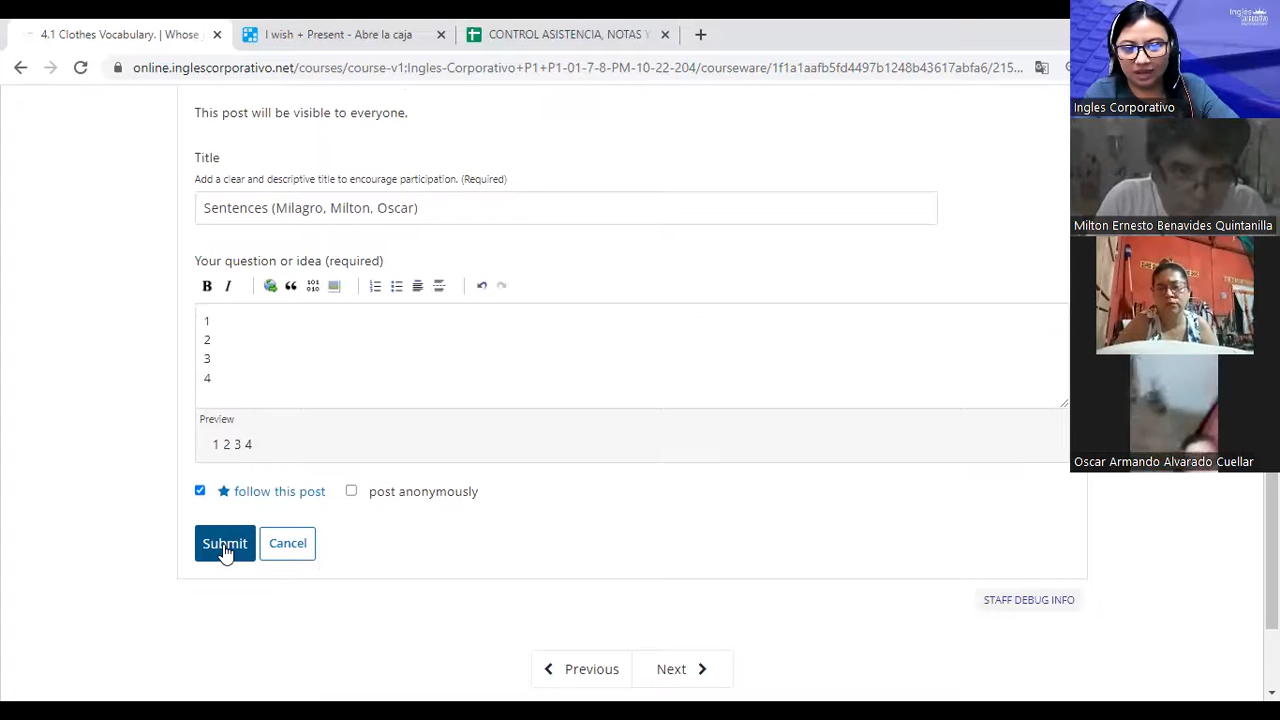 4.1 Clothes Vocabulary. | Whose
I wish + Present - Abre la caja
CONTROL ASISTENCIA, NOTAS Y
online.inglescorporativo.net/courses/course-v1:Ingles-Corporativo+P1+P1-01-7-8-PM-10-22-204/courseware/1f1a1aafb5fd4497b1248b43617abfa6/215...
This post will be visible to everyone.
Title
Add a clear and descriptive title to encourage participation. (Required)
Sentences (Milagro, Milton, Oscar)
Your question or idea (required)
B I
101
010
1
2
3
4
Preview
1 2 3 4
follow this post
post anonymously
Submit
Cancel
STAFF DEBUG INFO
Previous
Next
Ingles
Ingles Corporativo
Milton Ernesto Benavides Quintanilla
Oscar Armando Alvarado Cuellar